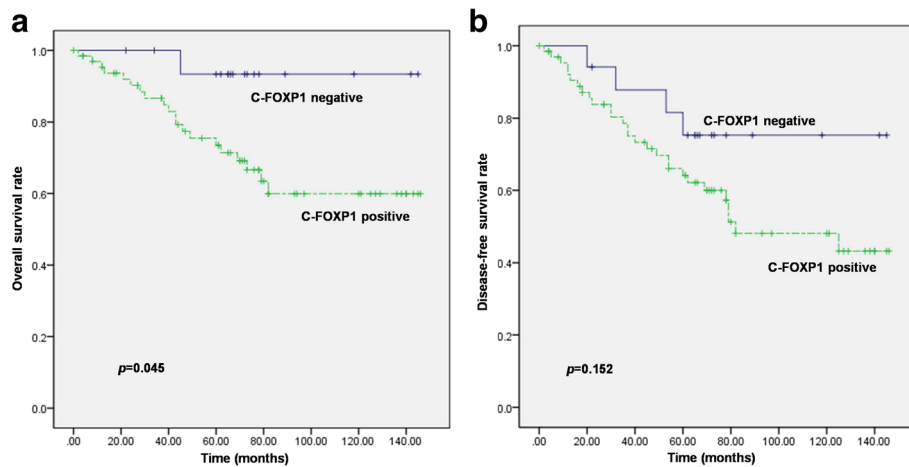 a
Overall survival rate
1.0
0.8
0.6
0.4
0.2
0.0
C-FOXP1 negative
C-FOXP1 positive
p=0.045
.00 20.00 40.00 60.00 80.00 100.00 120.00 140.00
Time (months)
b
Disease-free survival rate
1.0
0.8
0.6
0.4
0.2
0.0
C-FOXP1 negative
C-FOXP1 positive
p=0.152
.00 20.00 40.00 60.00 80.00 100.00 120.00 140.00
Time (months)